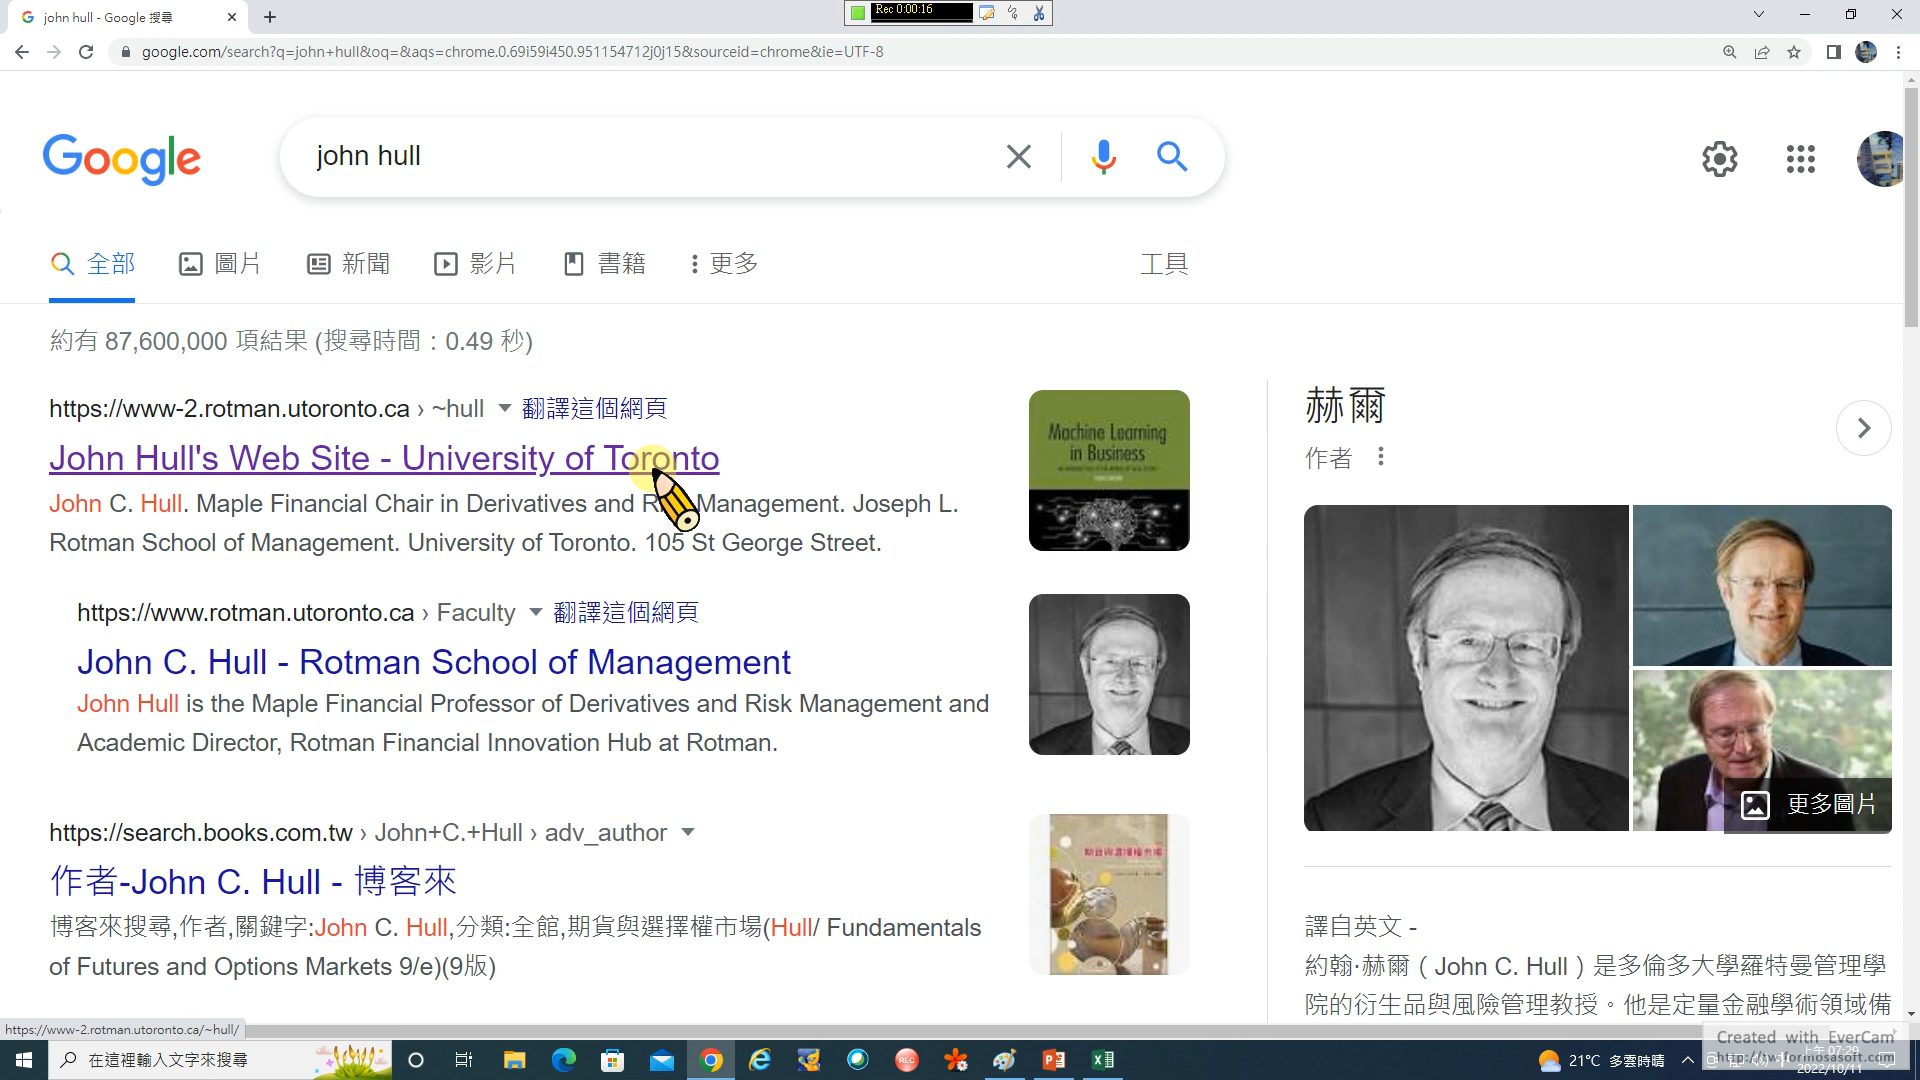 john hull - Google 搜尋
Rec 0:00:16
google.com/search?q=john+hull&oq=&aqs=chrome.0.69i59i450.951154712j0j15&sourceid=chrome&ie=UTF-8
Google
john hull
全部
圖片
新聞
影片
書籍
更多
工具
約有 87,600,000 項結果 (搜尋時間：0.49 秒)
https://www-2.rotman.utoronto.ca › ~hull 翻譯這個網頁
John Hull's Web Site - University of Toronto
John C. Hull. Maple Financial Chair in Derivatives and Management. Joseph L.
Rotman School of Management. University of Toronto. 105 St George Street.
Machine Learning
in Business
https://www.rotman.utoronto.ca › Faculty 翻譯這個網頁
John C. Hull - Rotman School of Management
John Hull is the Maple Financial Professor of Derivatives and Risk Management and
Academic Director, Rotman Financial Innovation Hub at Rotman.
https://search.books.com.tw › John+C.+Hull › adv_author
作者-John C. Hull - 博客來
博客來搜尋,作者,關鍵字:John C. Hull,分類:全館,期貨與選擇權市場(Hull/ Fundamentals
of Futures and Options Markets 9/e)(9版)
期貨與選擇權市場
赫爾
作者
更多圖片
譯自英文 -
約翰·赫爾（John C. Hull）是多倫多大學羅特曼管理學
院的衍生品與風險管理教授。他是定量金融學術領域備
https://www-2.rotman.utoronto.ca/~hull/
在這裡輸入文字來搜尋
REC
21°C 多雲時晴
上午 07:29
2022/10/11
Created with EverCam
http://tw.formosasoft.com